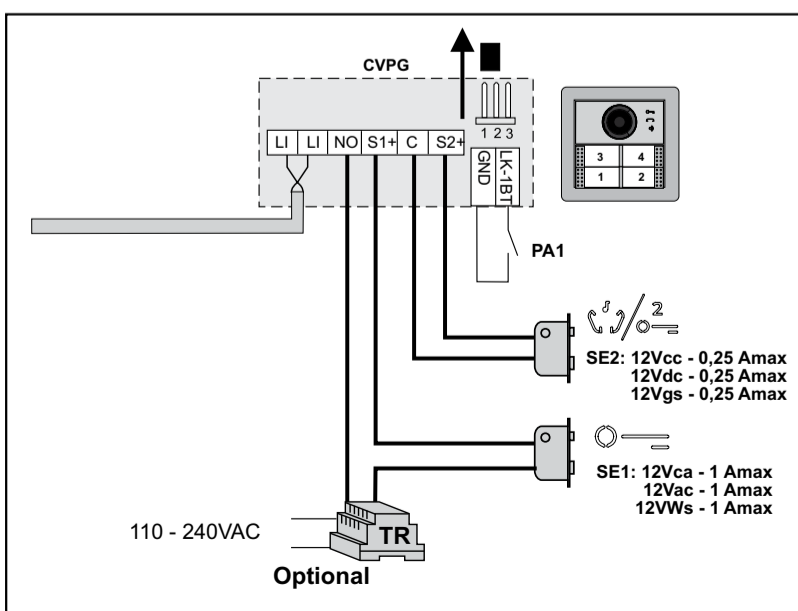 CVPG
1 2 3
LI LI NO S1+ C S2+
GND
LK-1BT
3 4
1 2
PA1
2
SE2: 12Vcc - 0,25 Amax
12Vdc - 0,25 Amax
12Vgs - 0,25 Amax
SE1: 12Vca - 1 Amax
12Vac - 1 Amax
12VWs - 1 Amax
110 - 240VAC
TR
Optional